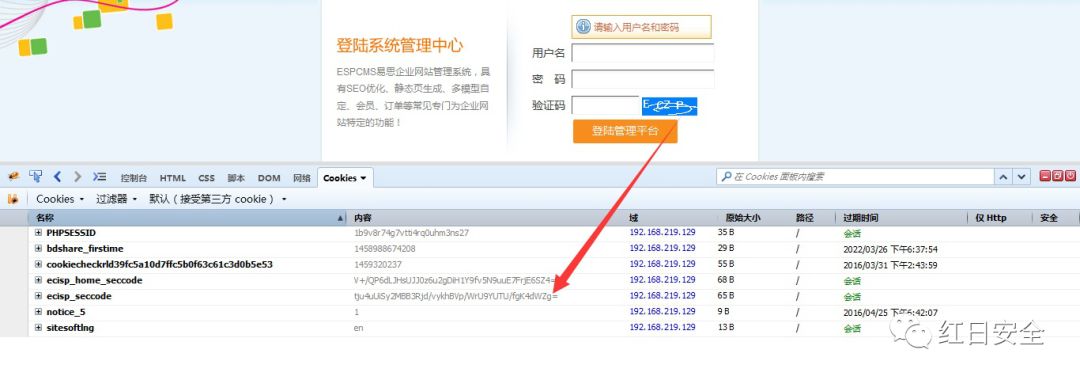 请输入用户名和密码
登陆系统管理中心
ESPCMS易思企业网站管理系统，具
有SEO优化、静态页生成、多模型自
定、会员、订单等常见专门为企业网
站特定的功能！
用户名
密 码
验证码
登陆管理平台
控制台 HTML CSS 脚本 DOM 网络 Cookies
在 Cookies 面板内搜索
Cookies 过滤器 默认（接受第三方 cookie）
名称 内容 域 原始大小 路径 过期时间 仅 Http 安全
PHPSESSID 1b9v8r74g7vtti4rq0uhm3ns27 192.168.219.129 35 B / 会话
bdshare_firstime 1458988674208 192.168.219.129 29 B / 2022/03/26 下午6:37:54
cookiecheckrld39fc5a10d7ffc5b0f63c61c3d0b5e53 1459320237 192.168.219.129 55 B / 2016/03/31 下午2:43:59
ecisp_home_seccode V+/QP6dLJHsUJJ0z6u2gDiH1Y9fv5N9uuE7FrjE6SZ4= 192.168.219.129 68 B / 会话
ecisp_seccode tju4uUiSy2MBB3Rjd/vykhBVp/WrU9YUTU/fgK4dWZg= 192.168.219.129 65 B / 会话
notice_5 1 192.168.219.129 9 B / 2016/04/25 下午6:42:07
sitesoftlng en 192.168.219.129 13 B / 会话
红日安全